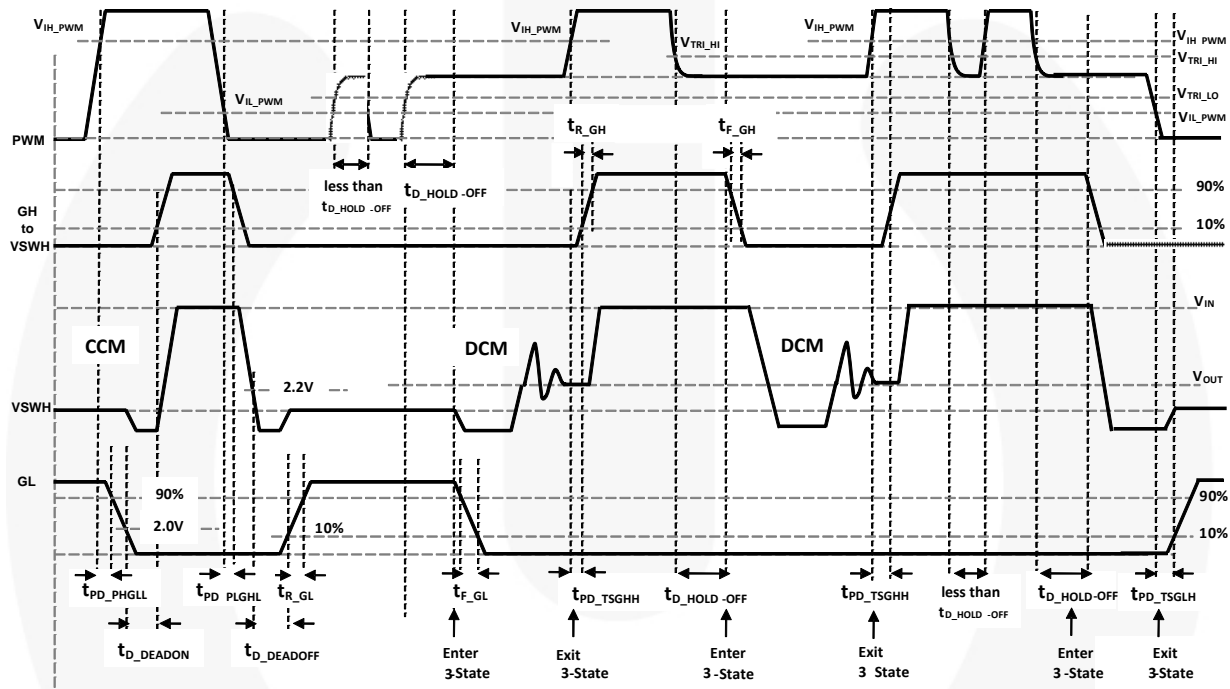 VIH_PWM
VIH_PWM
VTRI_HI
VIH_PWM
VIH_PWM
VTRI_HI
VIL_PWM
VTRI_LO
VIL_PWM
PWM
tR_GH
tF_GH
less than
tD_HOLD -OFF
tD_HOLD -OFF
90%
10%
GH
to
VSWH
VIN
CCM
DCM
DCM
2.2V
VOUT
VSWH
GL
90%
2.0V
10%
90%
10%
tPD_PHGLL
tPD PLGHL
tR_GL
tF_GL
tPD_TSGHH
tD_HOLD-OFF
tPD_TSGHH
less than
tD_HOLD -OFF
tD_HOLD-OFF
tPD_TSGLH
tD_DEADON
tD_DEADOFF
Enter
3-State
Exit
3-State
Enter
3 -State
Exit
3 State
Enter
3 -State
Exit
3-State